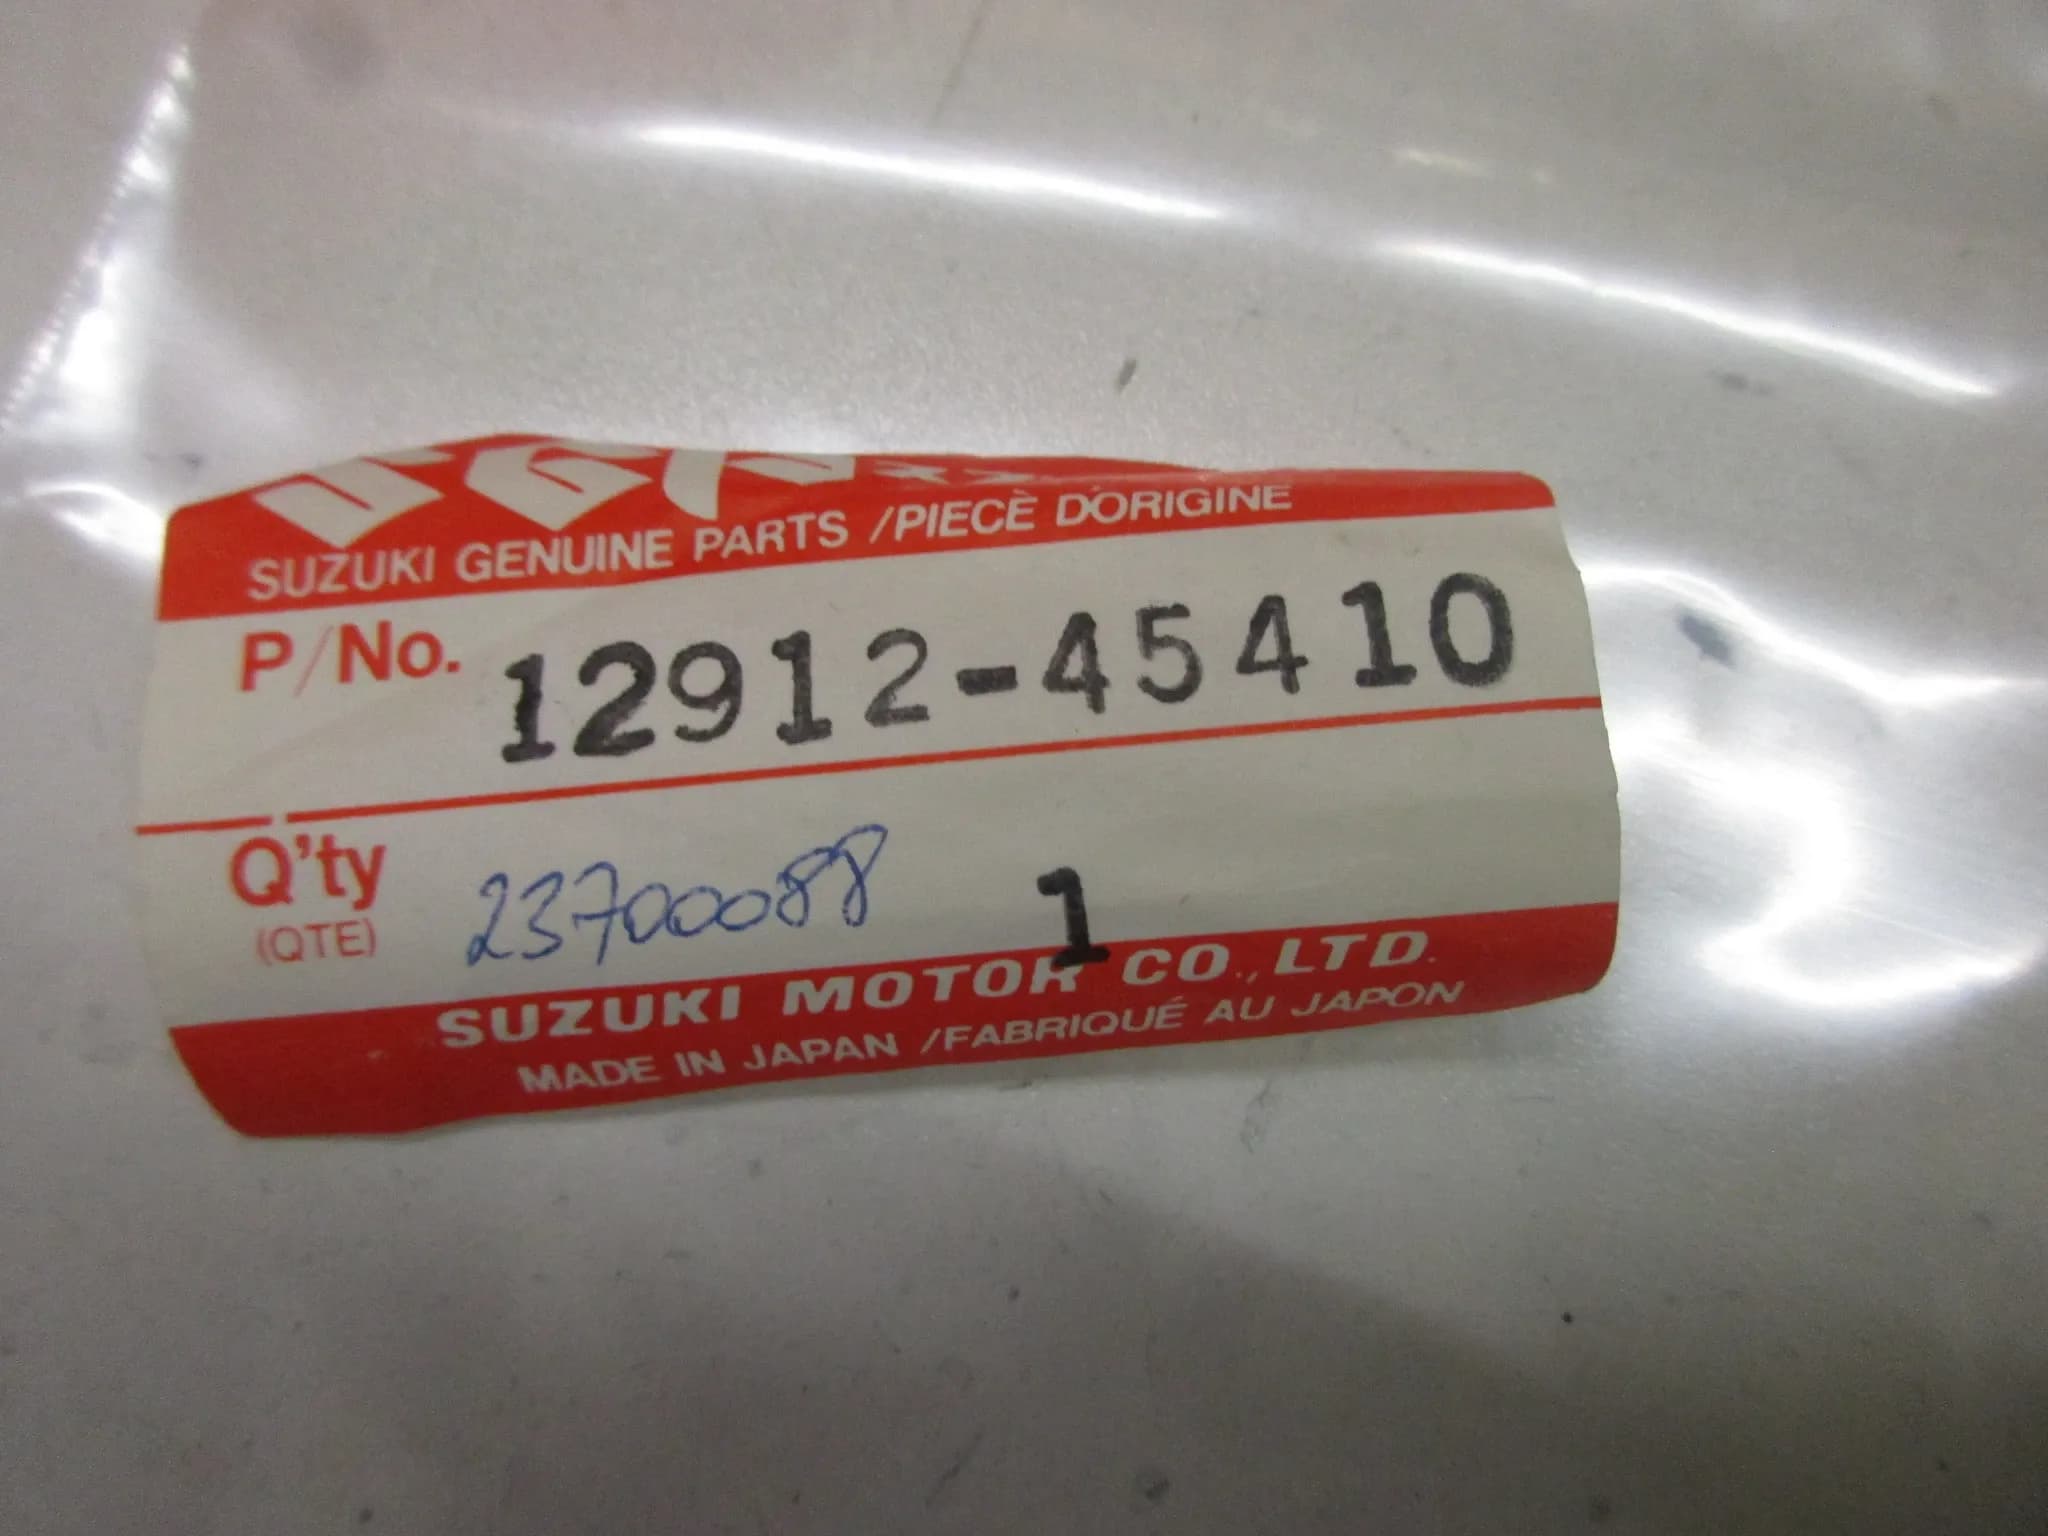 SUZUKI GENUINE PARTS /PIECÈ D'ORIGINE
P/No. 12912-45410
Q'ty 23700088 1
(QTE)
SUZUKI MOTOR CO., LTD.
MADE IN JAPAN /FABRIQUÉ AU JAPON